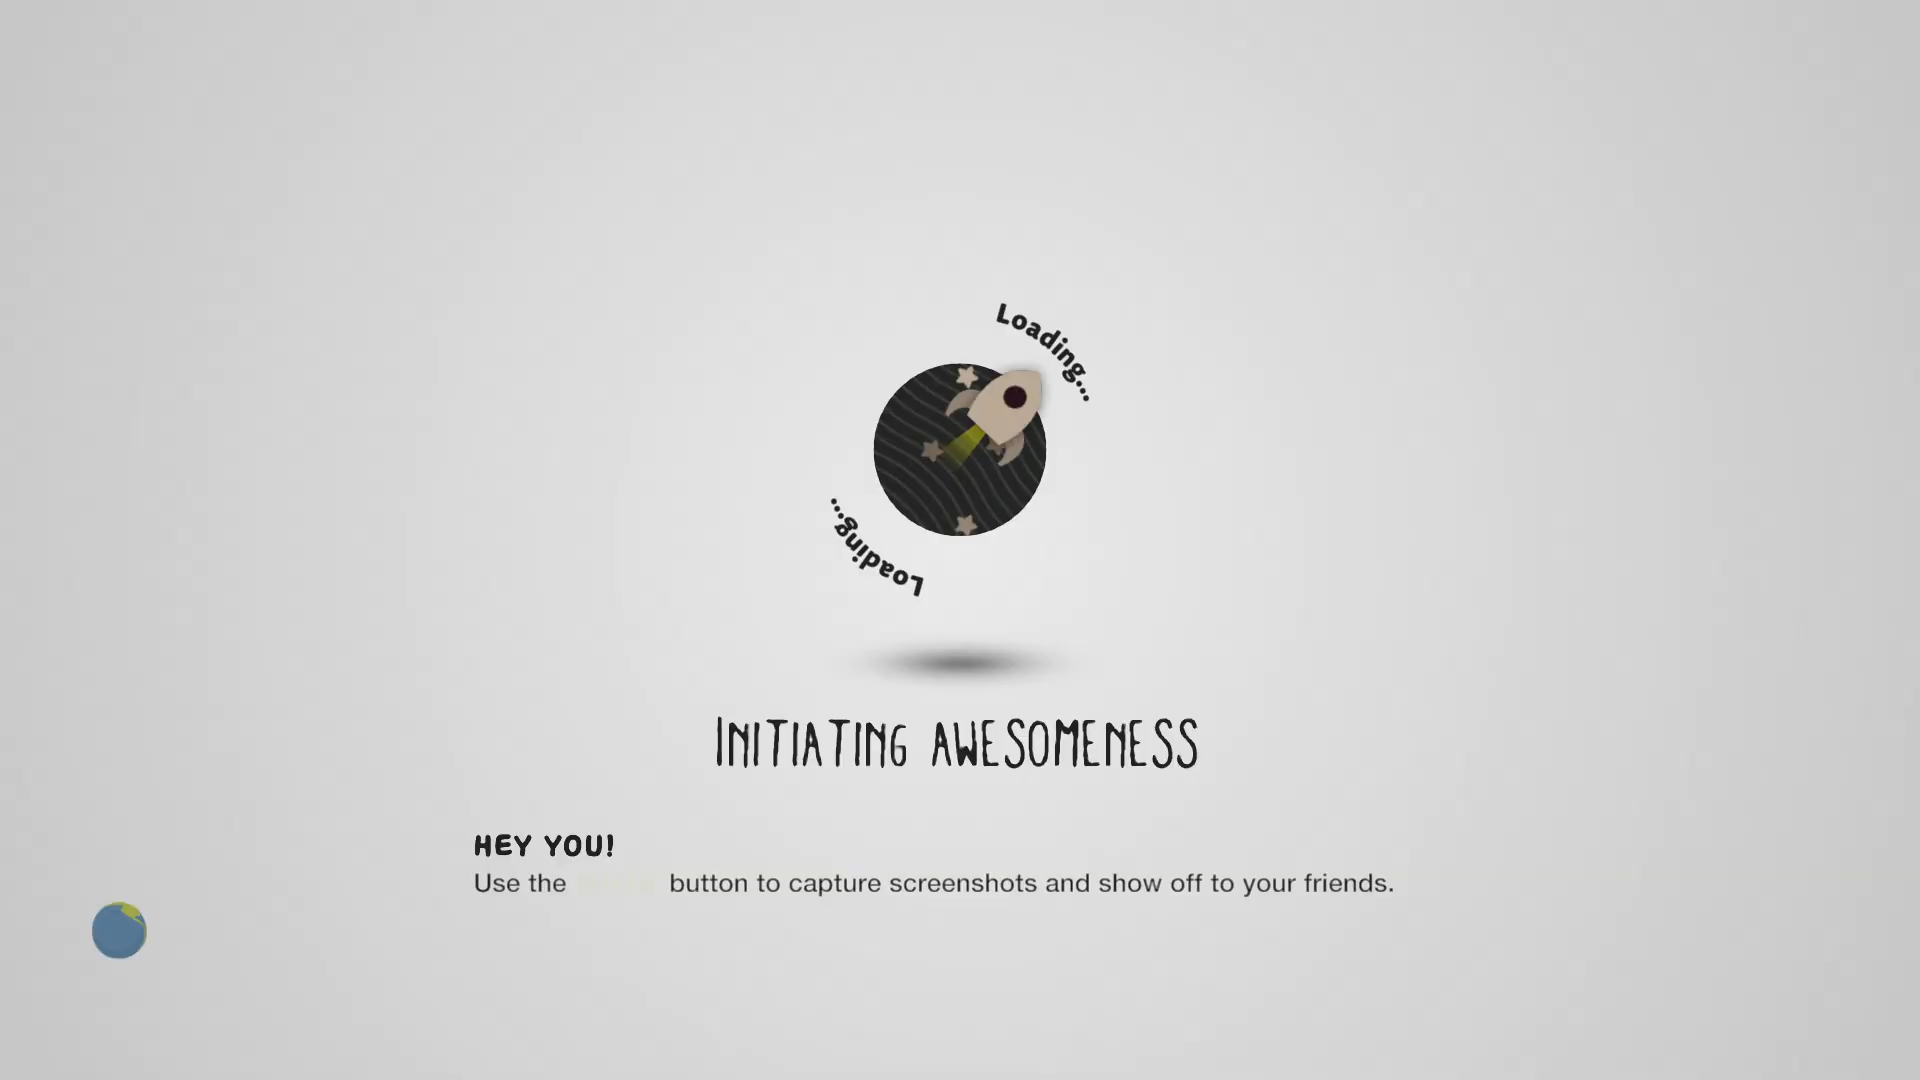 Loading...
Loading...
INITIATING AWESOMENESS
HEY YOU!
Use the button to capture screenshots and show off to your friends.